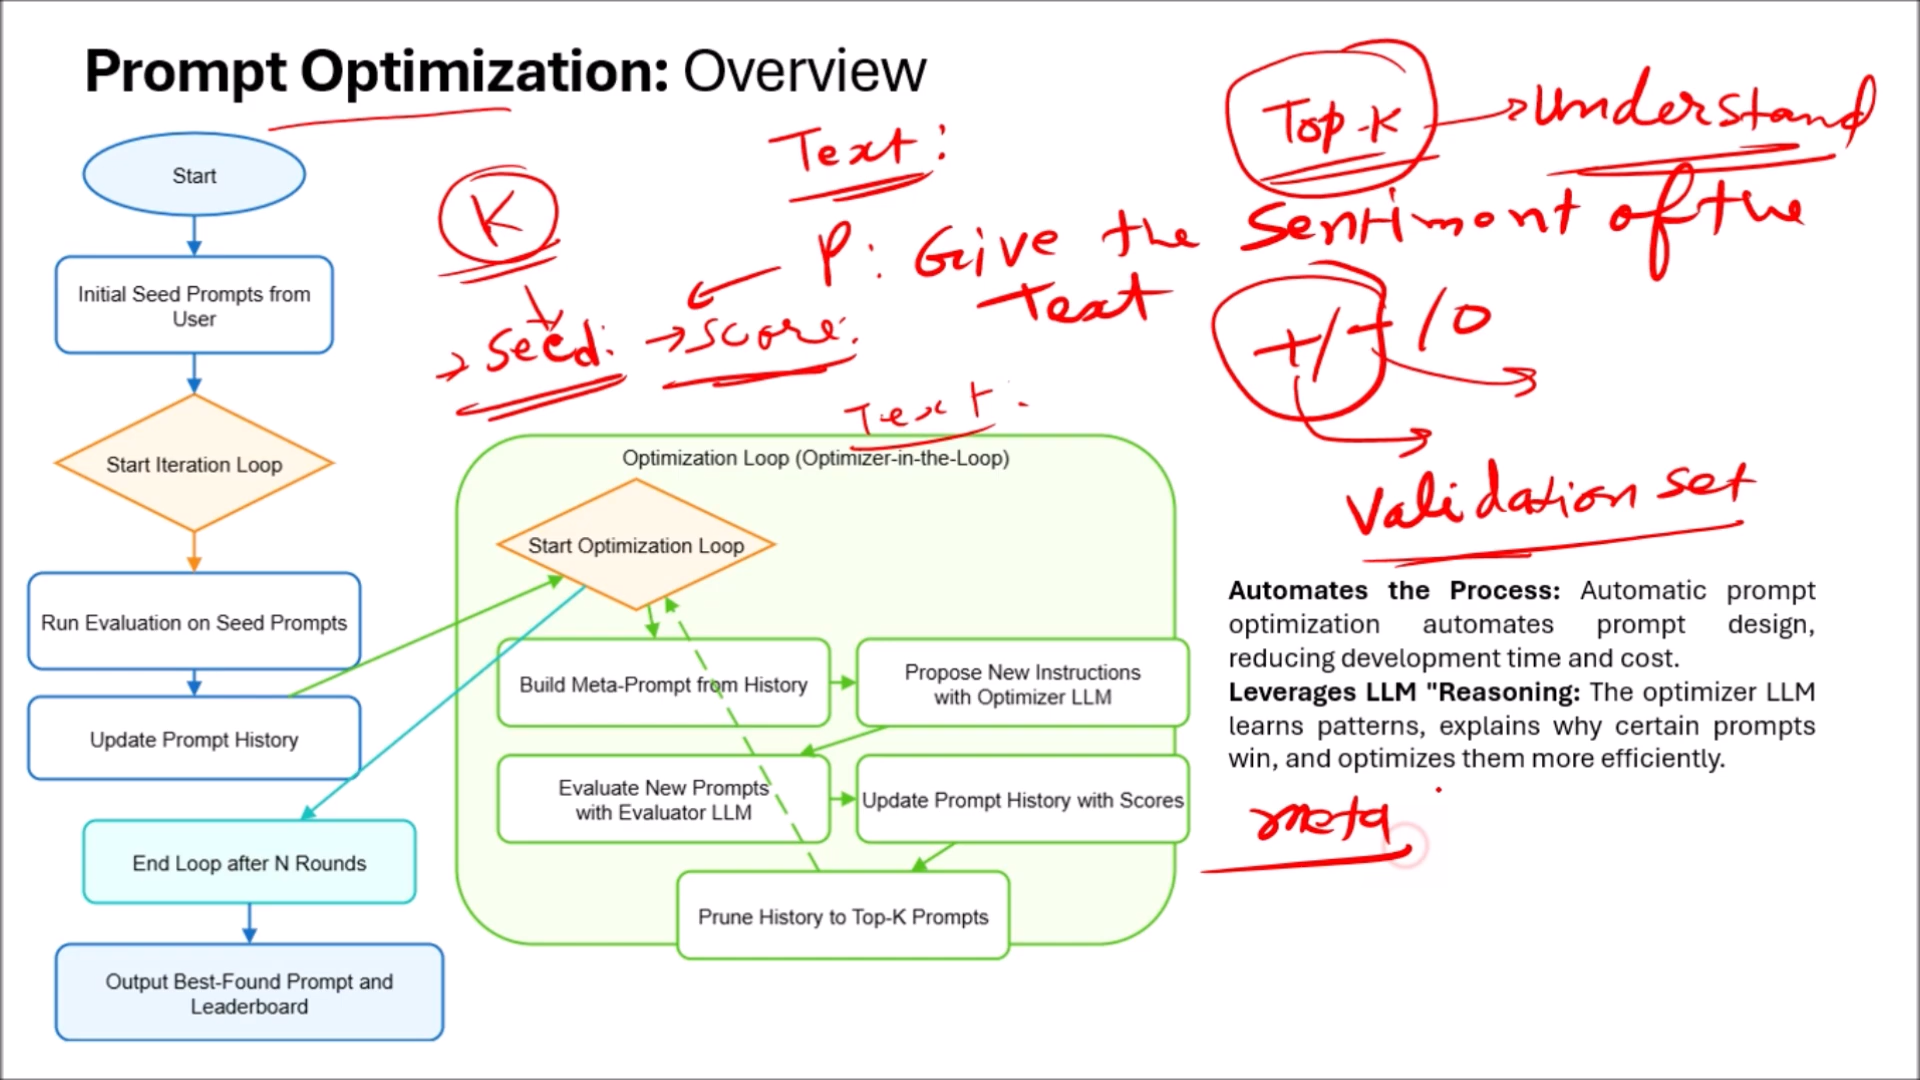 Prompt Optimization: Overview
Top-K
Understand
Text:
K
P: Give the Sentiment of the
Text
Seed: Score:
+/- /0
Text:
Validation set
Start
Initial Seed Prompts from
User
Start Iteration Loop
Run Evaluation on Seed Prompts
Update Prompt History
End Loop after N Rounds
Output Best-Found Prompt and
Leaderboard
Optimization Loop (Optimizer-in-the-Loop)
Start Optimization Loop
Build Meta-Prompt from History
Propose New Instructions
with Optimizer LLM
Evaluate New Prompts
with Evaluator LLM
Update Prompt History with Scores
Prune History to Top-K Prompts
Automates the Process: Automatic prompt
optimization automates prompt design,
reducing development time and cost.
Leverages LLM "Reasoning: The optimizer LLM
learns patterns, explains why certain prompts
win, and optimizes them more efficiently.
meta